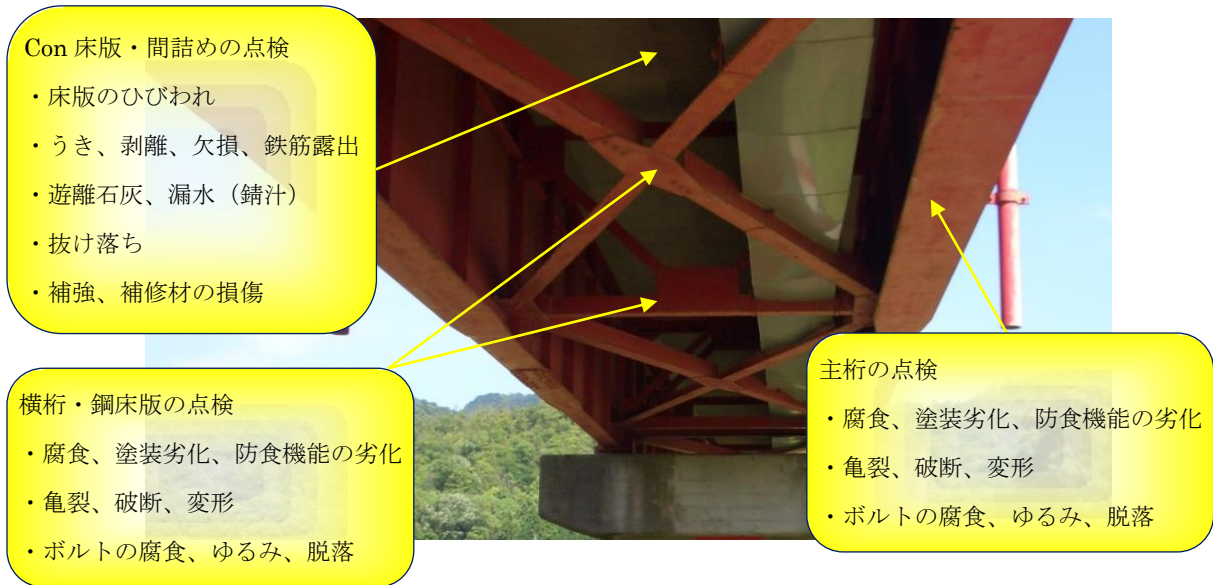 Con 床版・間詰めの点検
・床版のひびわれ
・うき、剥離、欠損、鉄筋露出
・遊離石灰、漏水（錆汁）
・抜け落ち
・補強、補修材の損傷
横桁・鋼床版の点検
・腐食、塗装劣化、防食機能の劣化
・亀裂、破断、変形
・ボルトの腐食、ゆるみ、脱落
主桁の点検
・腐食、塗装劣化、防食機能の劣化
・亀裂、破断、変形
・ボルトの腐食、ゆるみ、脱落